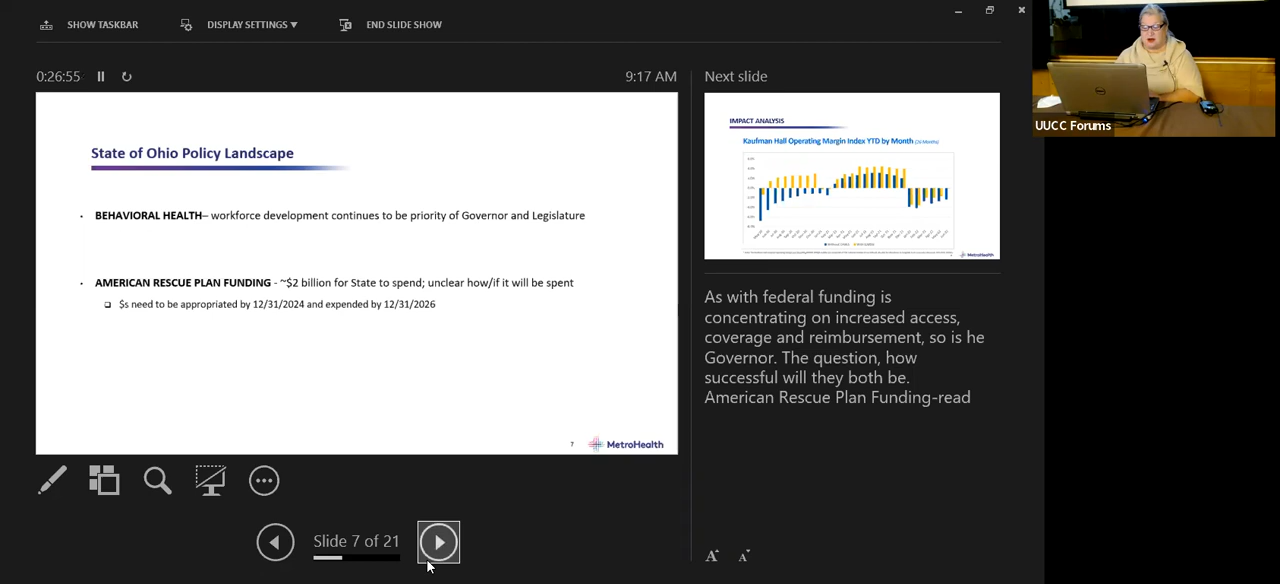 SHOW TASKBAR
DISPLAY SETTINGS ▼
END SLIDE SHOW
0:26:55
9:17 AM
State of Ohio Policy Landscape
BEHAVIORAL HEALTH– workforce development continues to be priority of Governor and Legislature
AMERICAN RESCUE PLAN FUNDING - ~$2 billion for State to spend; unclear how/if it will be spent
$s need to be appropriated by 12/31/2024 and expended by 12/31/2026
7
MetroHealth
Slide 7 of 21
Next slide
IMPACT ANALYSIS
Kaufman Hall Operating Margin Index YTD by Month (26 Months)
MetroHealth
As with federal funding is
concentrating on increased access,
coverage and reimbursement, so is he
Governor. The question, how
successful will they both be.
American Rescue Plan Funding-read
A A
UUCC Forums